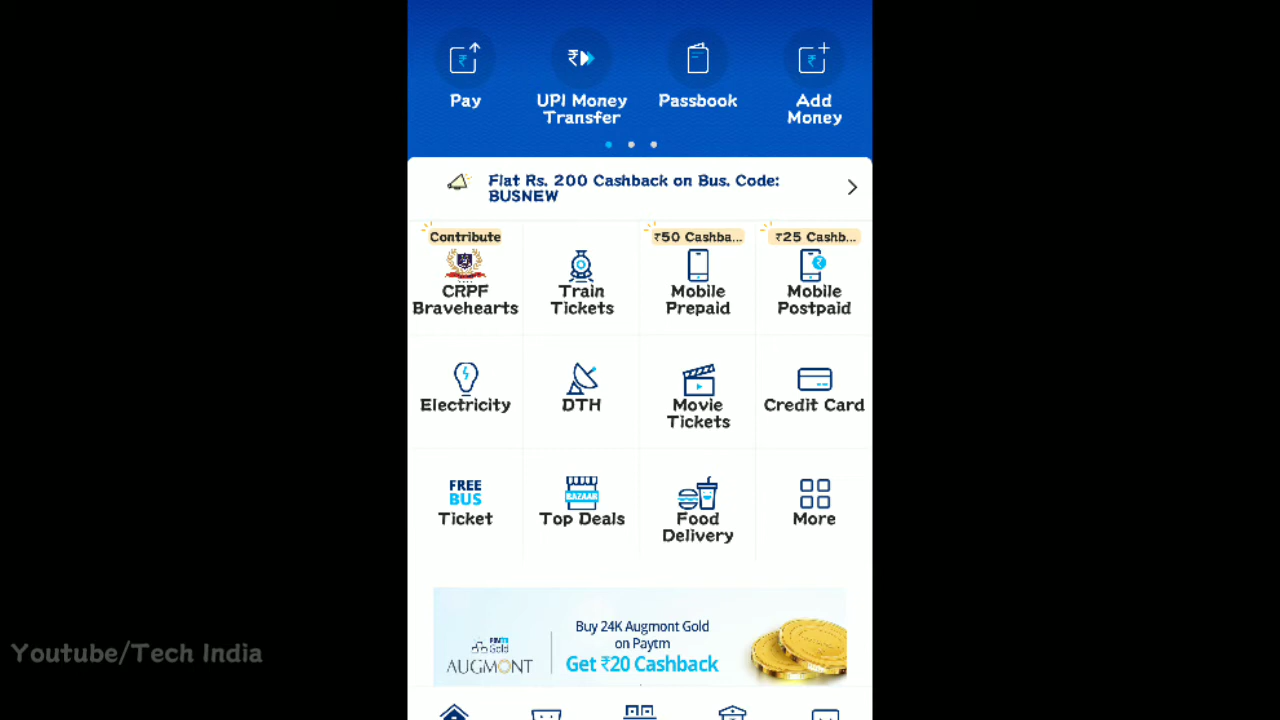 Pay
UPI Money
Transfer
Passbook
Add
Money
Flat Rs. 200 Cashback on Bus. Code:
BUSNEW
Contribute
CRPF
Bravehearts
Train
Tickets
₹50 Cashba...
Mobile
Prepaid
₹25 Cashb...
Mobile
Postpaid
Electricity
DTH
Movie
Tickets
Credit Card
FREE
BUS
Ticket
BAZAAR
Top Deals
Food
Delivery
More
Paytm
Gold
AUGMONT
Buy 24K Augmont Gold
on Paytm
Get ₹20 Cashback
Youtube/Tech India